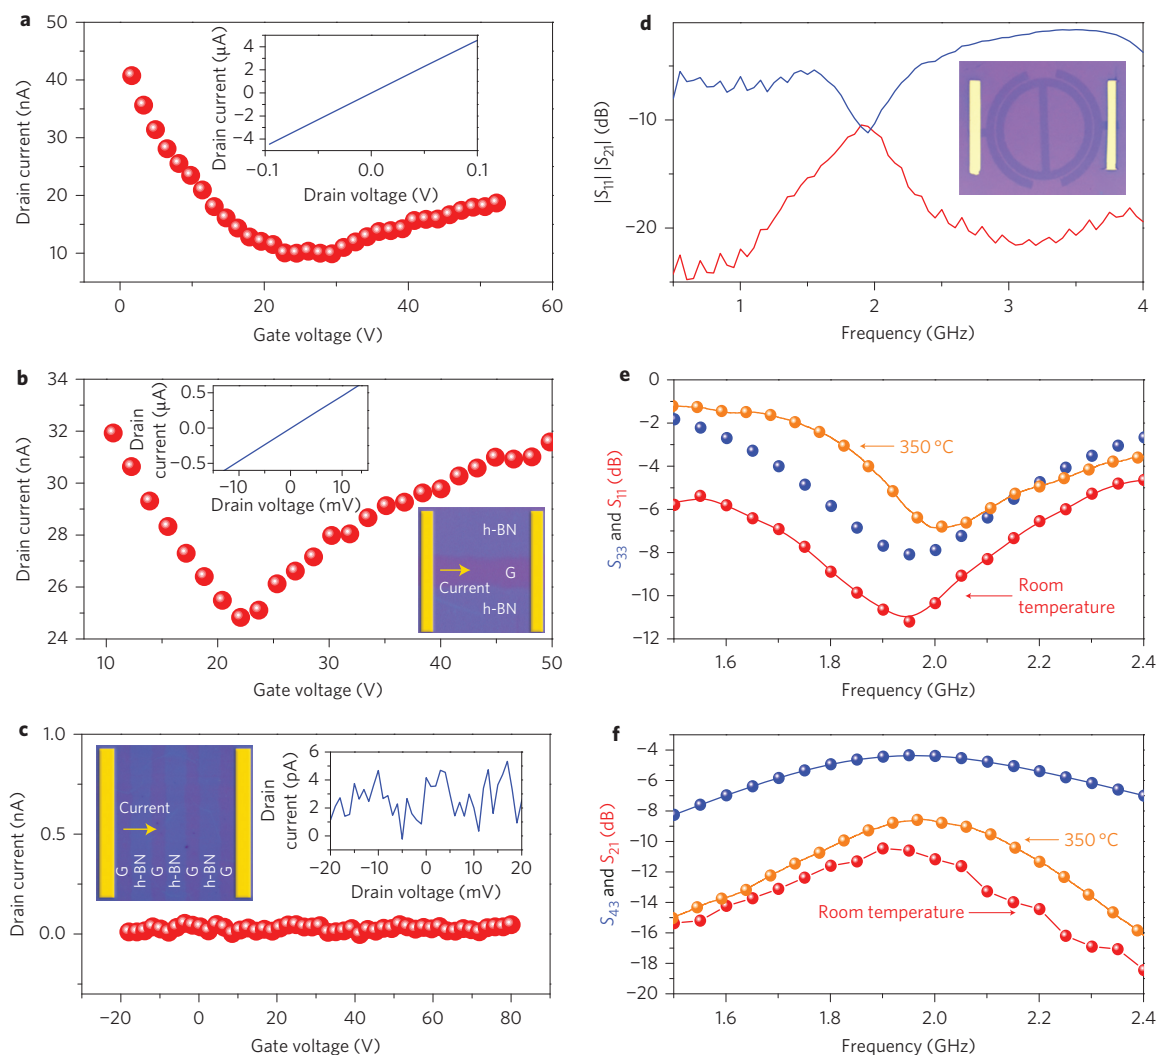 a
50
40
30
20
10
Drain current (nA)
0 20 40 60
Gate voltage (V)
4
2
0
−2
−4
Drain current (μA)
−0.1 0.0 0.1
Drain voltage (V)
b
34
32
31
30
28
26
25
24
Drain current (nA)
10 20 30 40 50
Gate voltage (V)
0.5
0.0
−0.5
Drain
current (μA)
−10 0 10
Drain voltage (mV)
h-BN
G
Current
h-BN
c
1.0
0.5
0.0
Drain current (nA)
−20 0 20 40 60 80
Gate voltage (V)
Current
G
h-BN
G
h-BN
G
h-BN
G
6
4
2
0
Drain
current (pA)
−20 −10 0 10 20
Drain voltage (mV)
d
−10
−20
|S11| |S21| (dB)
1 2 3 4
Frequency (GHz)
e
0
−2
−4
−6
−8
−10
−12
S33 and S11 (dB)
350 °C
Room
temperature
1.6 1.8 2.0 2.2 2.4
Frequency (GHz)
f
−4
−6
−8
−10
−12
−14
−16
−18
−20
S43 and S21 (dB)
350 °C
Room temperature
1.6 1.8 2.0 2.2 2.4
Frequency (GHz)